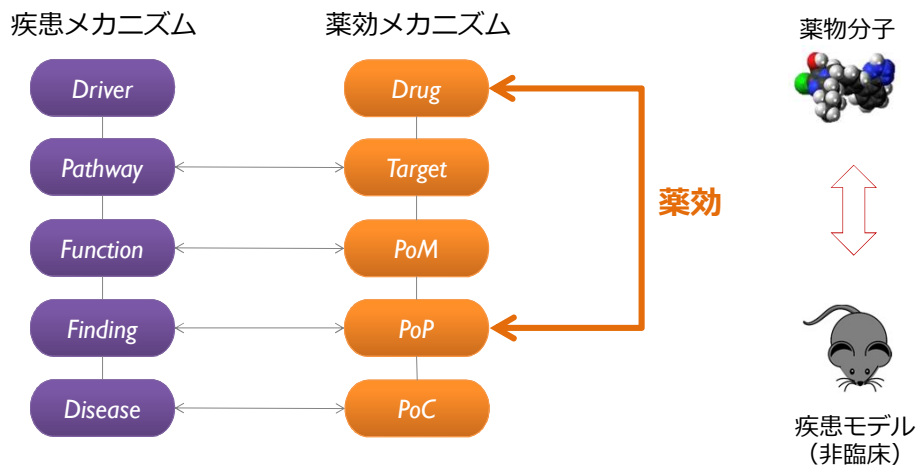 疾患メカニズム
薬効メカニズム
薬物分子
Driver
Drug
Pathway
Target
薬効
Function
PoM
Finding
PoP
Disease
PoC
疾患モデル
（非臨床）